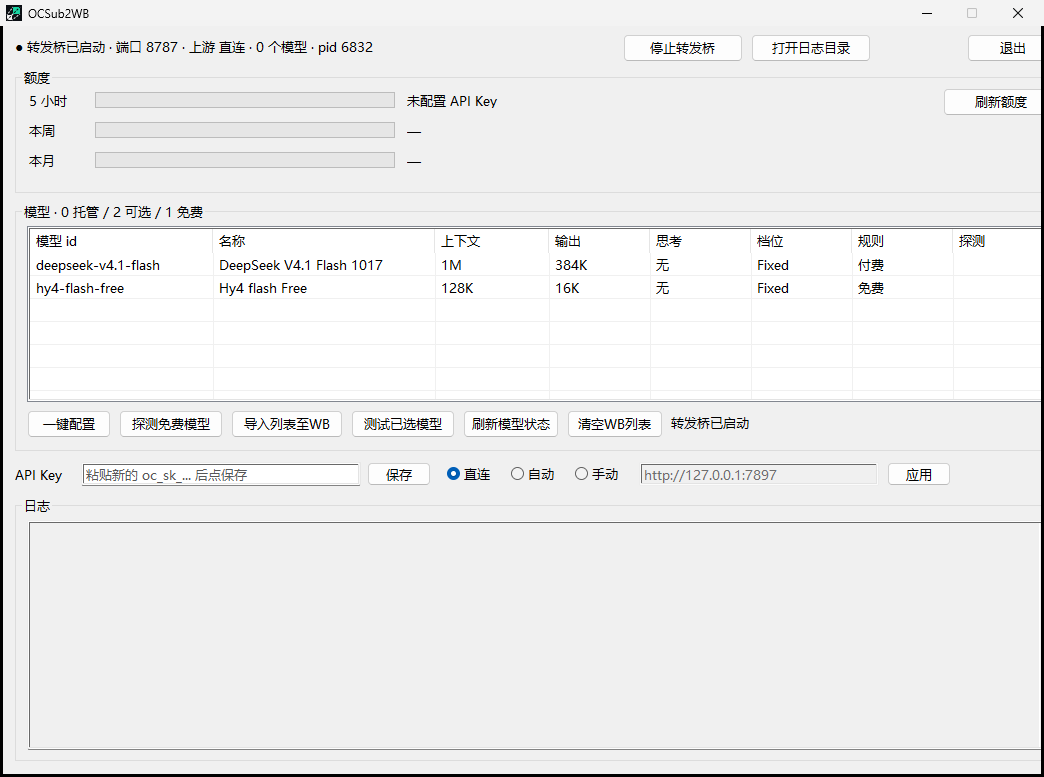 OCSub2WB
● 转发桥已启动 · 端口 8787 · 上游 直连 · 0 个模型 · pid 6832 停止转发桥 打开日志目录 退出
额度
5 小时 未配置 API Key 刷新额度
本周 —
本月 —
模型 · 0 托管 / 2 可选 / 1 免费
模型 id 名称 上下文 输出 思考 档位 规则 探测
deepseek-v4.1-flash DeepSeek V4.1 Flash 1017 1M 384K 无 Fixed 付费
hy4-flash-free Hy4 flash Free 128K 16K 无 Fixed 免费
一键配置 探测免费模型 导入列表至WB 测试已选模型 刷新模型状态 清空WB列表 转发桥已启动
API Key 粘贴新的 oc_sk_... 后点保存 保存 直连 自动 手动 http://127.0.0.1:7897 应用
日志